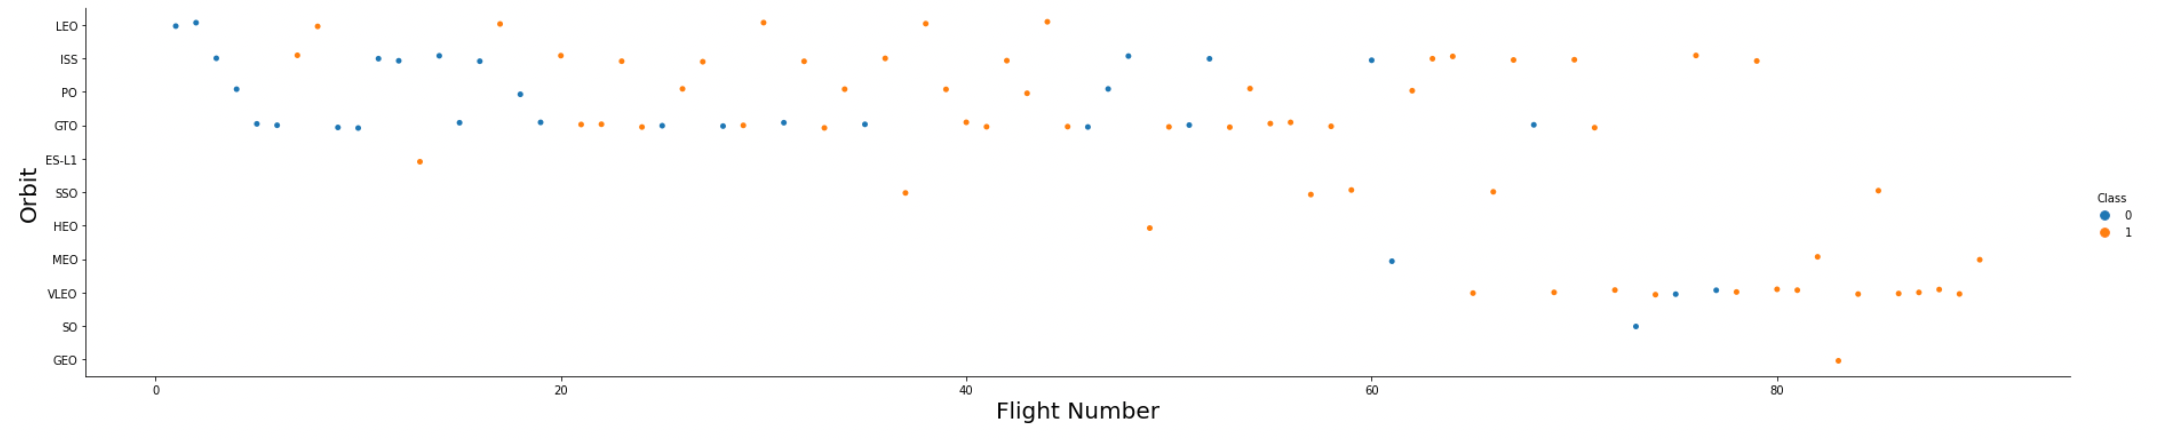 LEO
ISS
PO
GTO
ES-L1
SSO
HEO
MEO
VLEO
SO
GEO
Orbit
0 20 40 60 80
Flight Number
Class
0
1